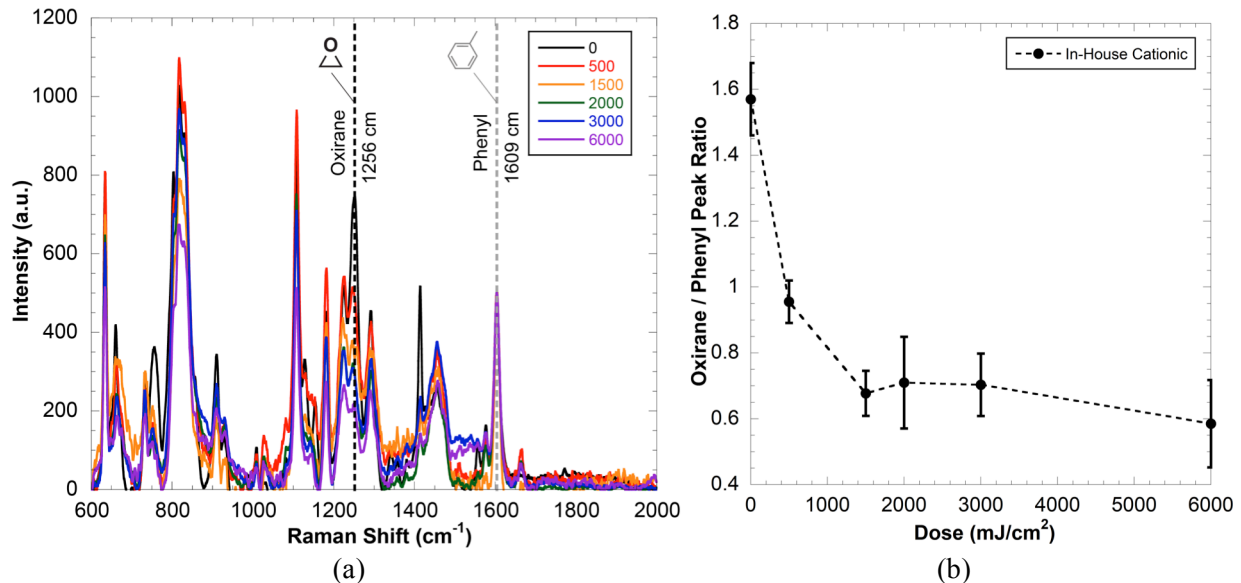 1200
1000
800
600
400
200
0
Intensity (a.u.)
600 800 1000 1200 1400 1600 1800 2000
Raman Shift (cm⁻¹)
O
Oxirane
1256 cm
Phenyl
1609 cm
0
500
1500
2000
3000
6000
(a)
1.8
1.6
1.4
1.2
1
0.8
0.6
0.4
Oxirane / Phenyl Peak Ratio
0 1000 2000 3000 4000 5000 6000
Dose (mJ/cm²)
In-House Cationic
(b)